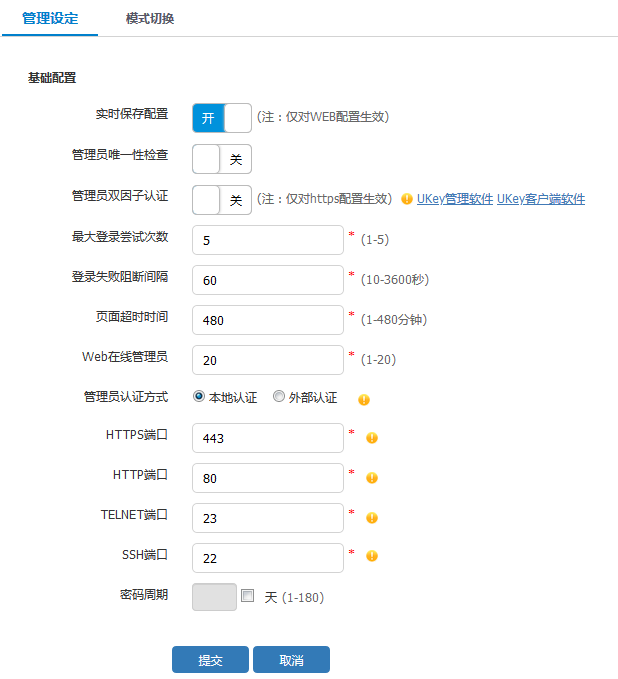 管理设定 模式切换
基础配置
实时保存配置 开 (注：仅对WEB配置生效)
管理员唯一性检查 关
管理员双因子认证 关 (注：仅对https配置生效) UKey管理软件 UKey客户端软件
最大登录尝试次数 5 * (1-5)
登录失败阻断间隔 60 * (10-3600秒)
页面超时时间 480 * (1-480分钟)
Web在线管理员 20 * (1-20)
管理员认证方式 本地认证 外部认证
HTTPS端口 443 *
HTTP端口 80 *
TELNET端口 23 *
SSH端口 22 *
密码周期 天 (1-180)
提交 取消